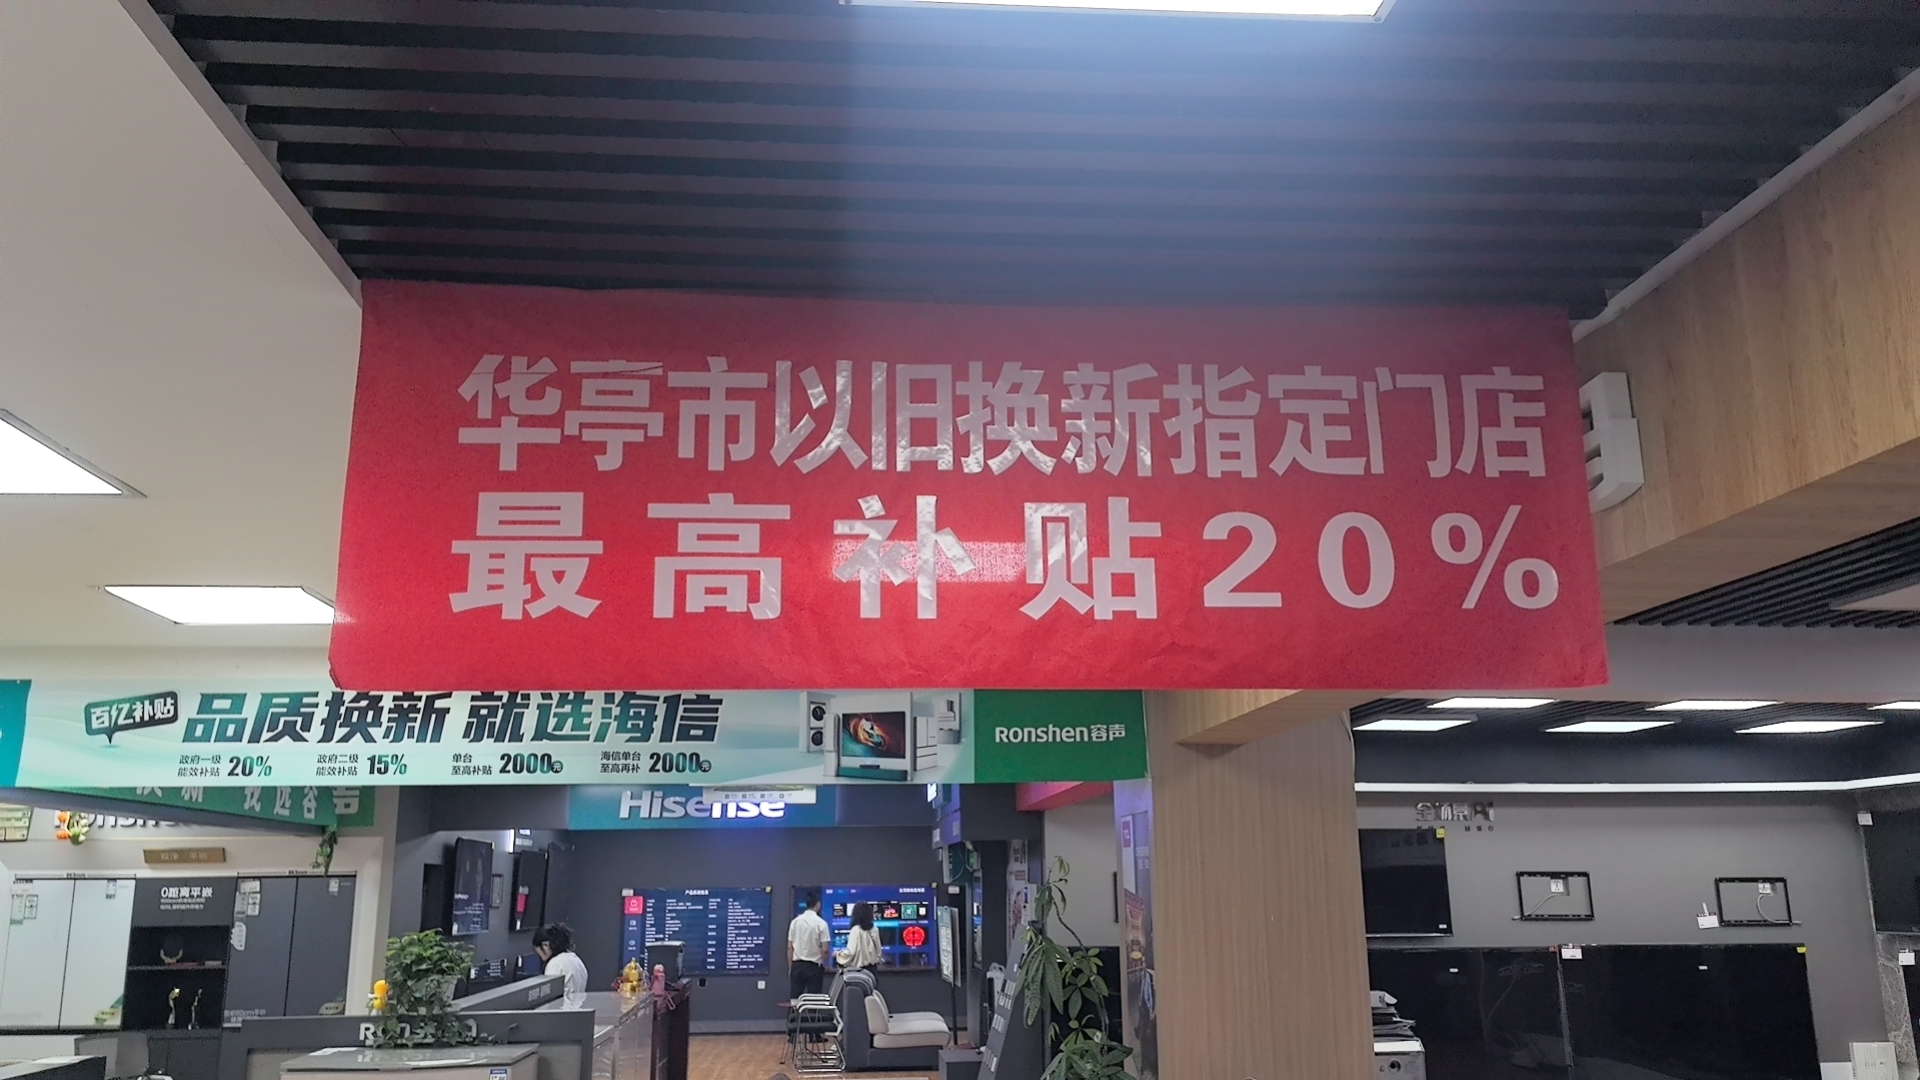 华亭市以旧换新指定门店
最高补贴20%
百亿补贴
品质换新 就选海信
政府一级能效补贴 20%
政府二级能效补贴 15%
单台至高补贴 2000元
海信单台至高再补 2000元
Ronshen容声
Hisense
0距离平嵌